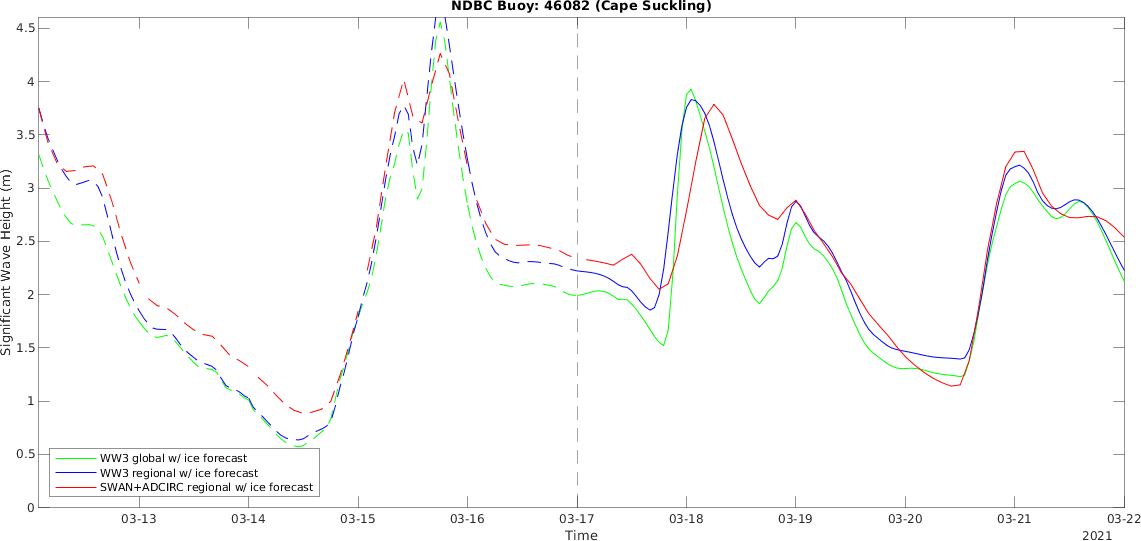 NDBC Buoy: 46082 (Cape Suckling)
Significant Wave Height (m)
4.5
4
3.5
3
2.5
2
1.5
1
0.5
0
WW3 global w/ ice forecast
WW3 regional w/ ice forecast
SWAN+ADCIRC regional w/ ice forecast
03-13 03-14 03-15 03-16 03-17 03-18 03-19 03-20 03-21 03-22
Time
2021